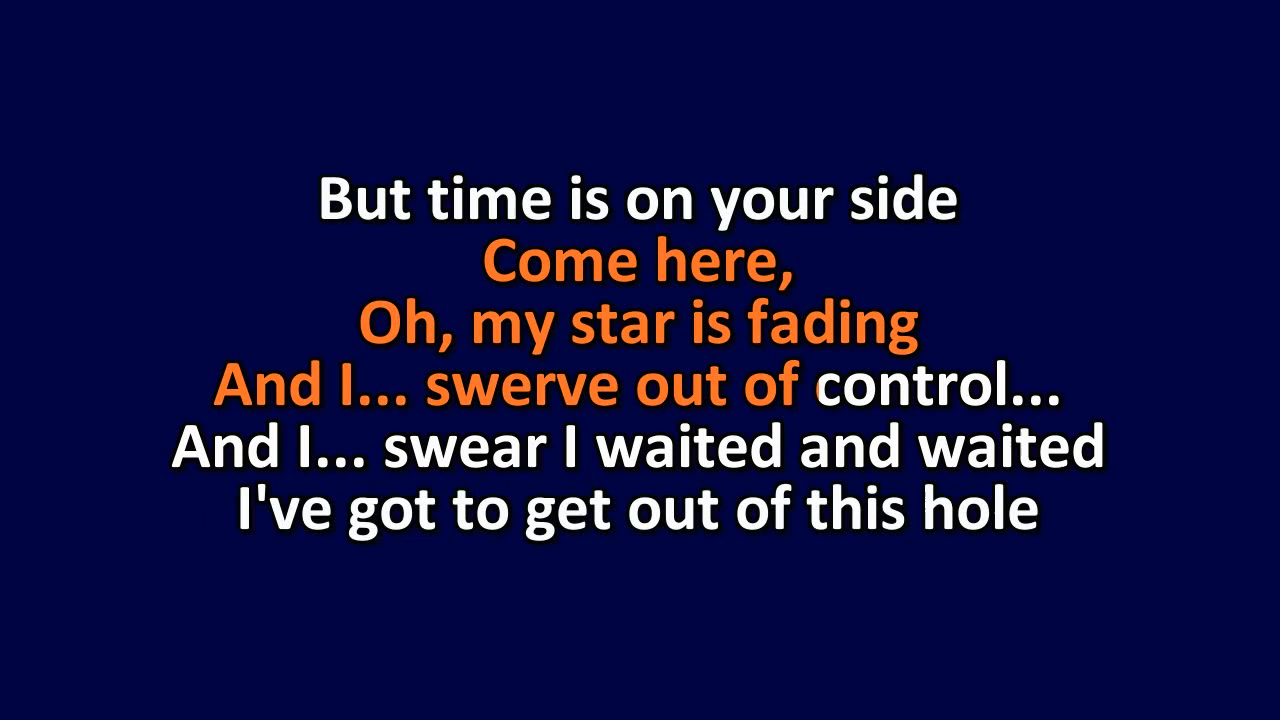 But time is on your side
Come here,
Oh, my star is fading
And I... swerve out of control...
And I... swear I waited and waited
I've got to get out of this hole